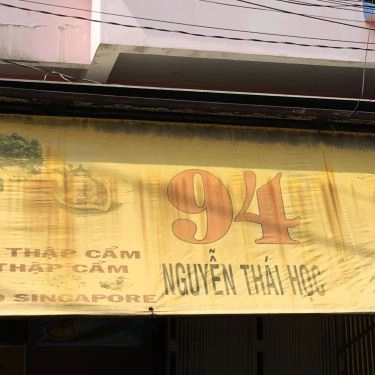 94
THẬP CẨM
THẬP CẨM
SINGAPORE
NGUYỄN THÁI HỌC